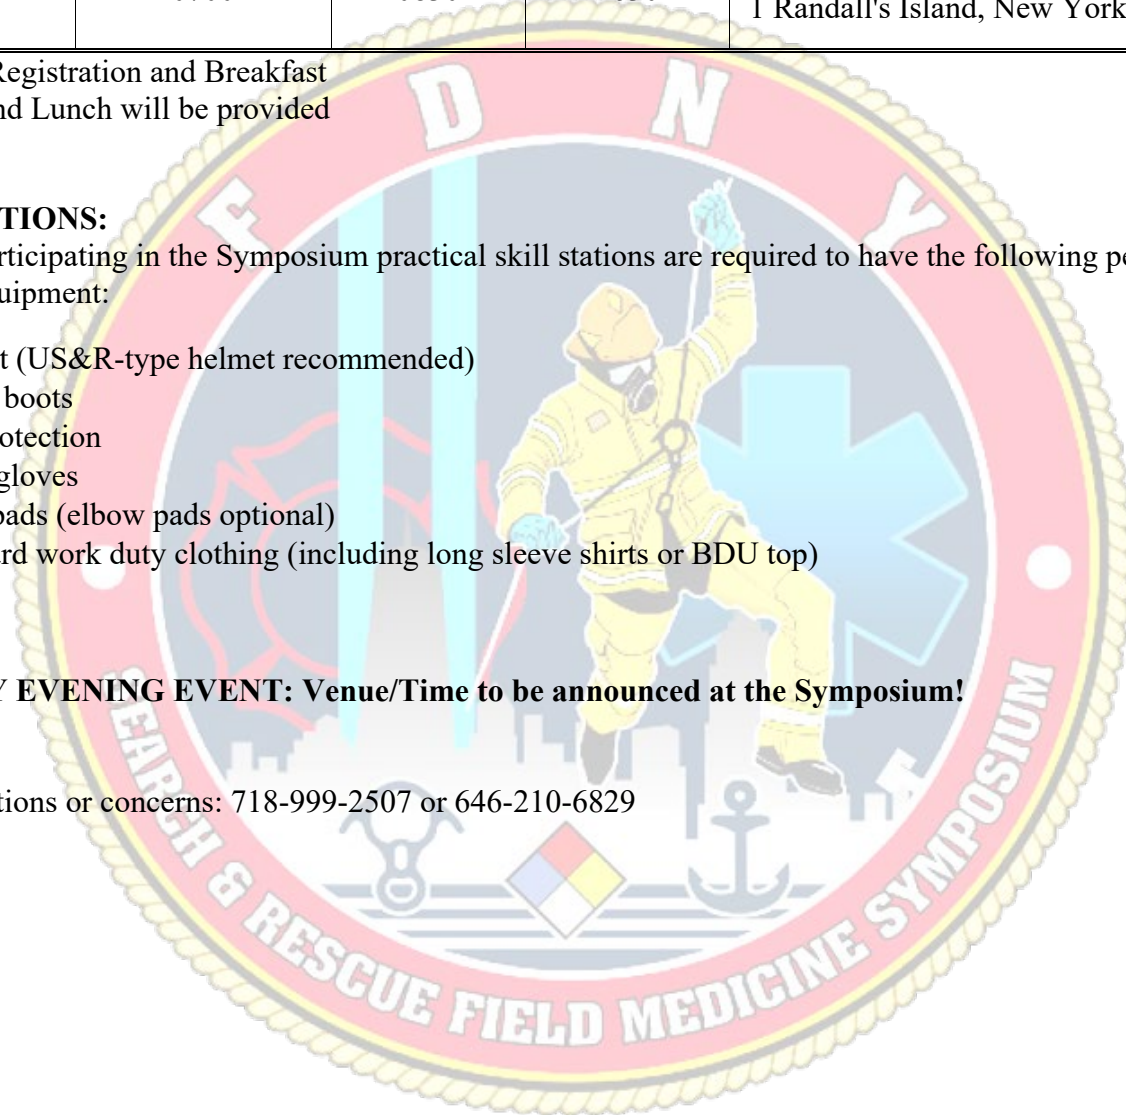 1 Randall's Island, New York
Registration and Breakfast
nd Lunch will be provided
TIONS:
rticipating in the Symposium practical skill stations are required to have the following pe
uipment:
t (US&R-type helmet recommended)
boots
otection
gloves
pads (elbow pads optional)
rd work duty clothing (including long sleeve shirts or BDU top)
Y EVENING EVENT: Venue/Time to be announced at the Symposium!
tions or concerns: 718-999-2507 or 646-210-6829
F D N Y
SEARCH & RESCUE FIELD MEDICINE SYMPOSIUM